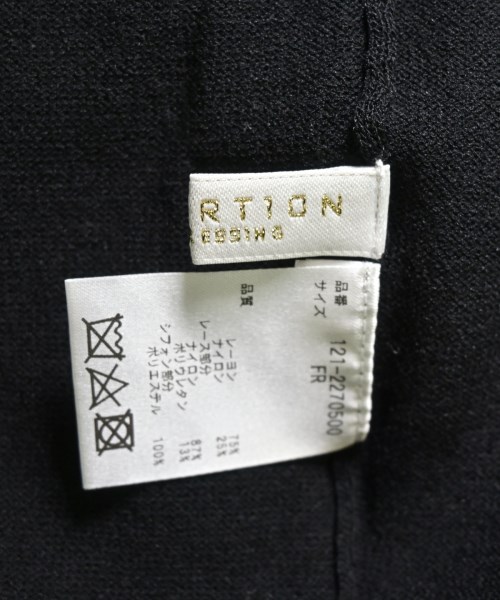 RTION
ESSING
品番 121-2270500
サイズ FR
品質
レーヨン 75%
ナイロン 25%
レース部分
ナイロン 87%
ポリウレタン 13%
シフォン部分
ポリエステル 100%